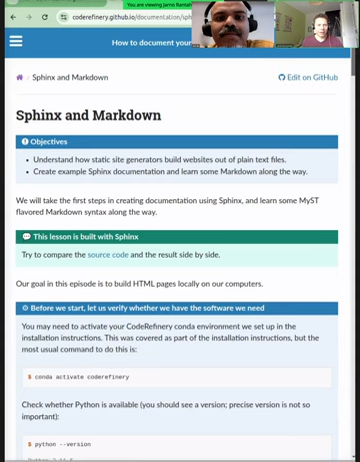 You are viewing Jarno Rantah
coderefinery.github.io/documentation/sph
How to document your
Sphinx and Markdown
Edit on GitHub
Sphinx and Markdown
Objectives
• Understand how static site generators build websites out of plain text files.
• Create example Sphinx documentation and learn some Markdown along the way.
We will take the first steps in creating documentation using Sphinx, and learn some MyST
flavored Markdown syntax along the way.
This lesson is built with Sphinx
Try to compare the source code and the result side by side.
Our goal in this episode is to build HTML pages locally on our computers.
Before we start, let us verify whether we have the software we need
You may need to activate your CodeRefinery conda environment we set up in the
installation instructions. This was covered as part of the installation instructions, but the
most usual command to do this is:
$ conda activate coderefinery
Check whether Python is available (you should see a version; precise version is not so
important):
$ python --version